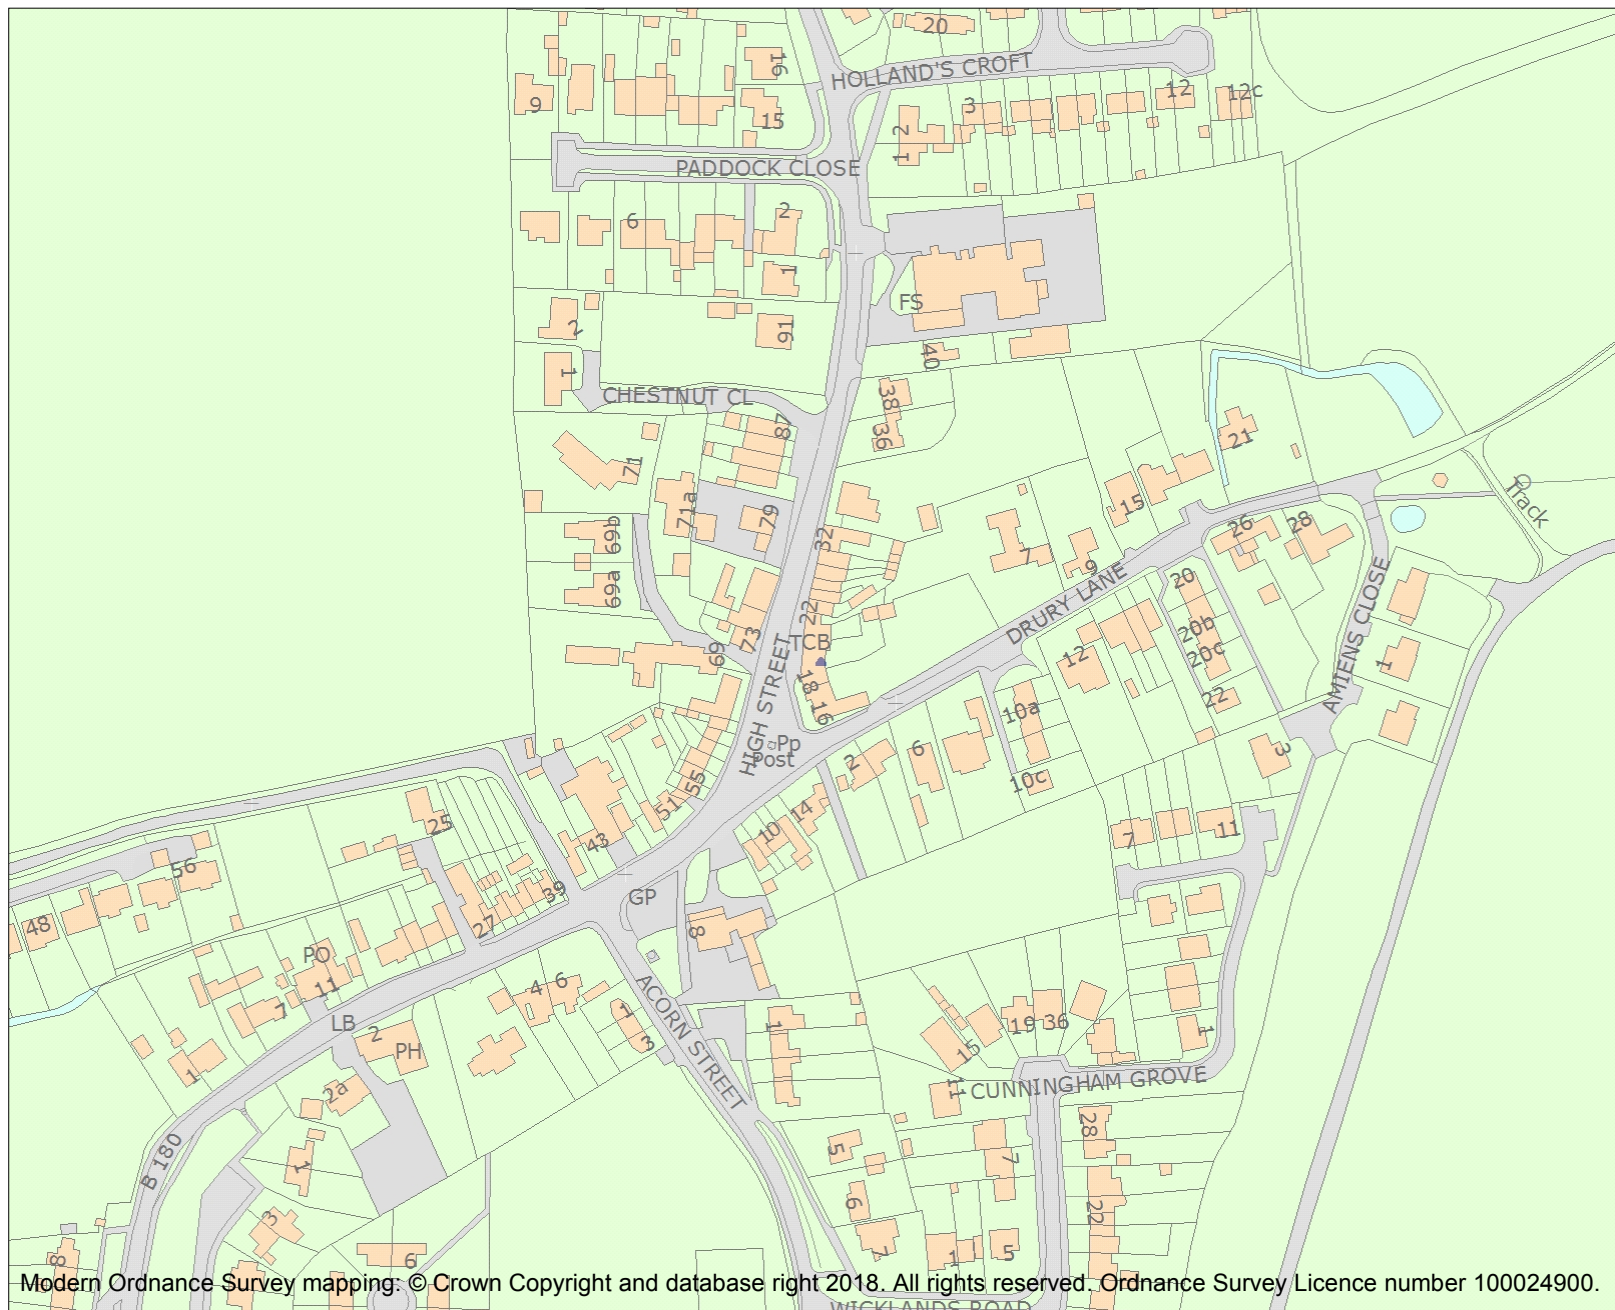 20
HOLLAND'S CROFT
16
9
15
3
12
12c
2
1
PADDOCK CLOSE
6
2
1
FS
2
91
40
1
CHESTNUT CL
38
36
87
71
71a
79
21
15
Track
69b
32
7
9
26
28
69a
22
DRURY LANE
20
20b
20c
22
AMIENS CLOSE
1
73
TCB
69
18
16
HIGH STREET
12
10a
Pp
Post
2
6
10c
3
55
51
14
10
43
25
7
11
56
39
GP
48
27
8
PO
11
7
LB
4
6
ACORN STREET
1
3
2
PH
1
15
19
36
1
1
2a
CUNNINGHAM GROVE
11
28
B 180
1
5
7
3
6
22
7
1
5
8
6
Modern Ordnance Survey mapping: © Crown Copyright and database right 2018. All rights reserved. Ordnance Survey Licence number 100024900.
WICKLANDS ROAD